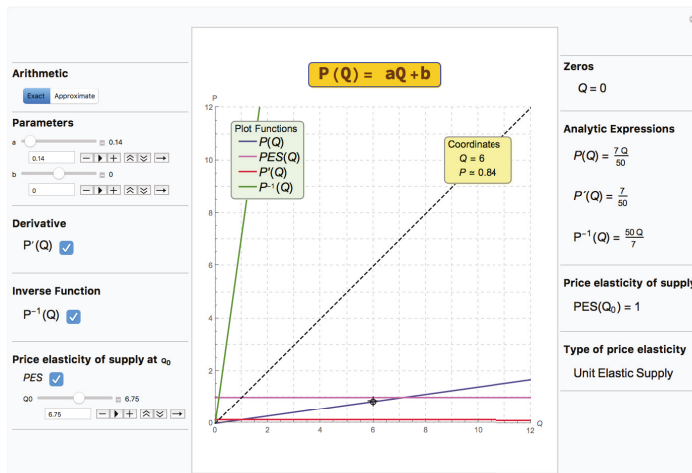 Arithmetic
Exact Approximate
Parameters
a 0.14
0.14
b 0
0
Derivative
P′(Q)
Inverse Function
P⁻¹(Q)
Price elasticity of supply at Q0
PES
Q0 6.75
6.75
P(Q) = aQ+b
P
12
10
8
6
4
2
0
0 2 4 6 8 10 12
Q
Plot Functions
P(Q)
PES(Q)
P'(Q)
P⁻¹(Q)
Coordinates
Q = 6
P ≃ 0.84
Zeros
Q = 0
Analytic Expressions
P(Q) = 7 Q / 50
P′(Q) = 7 / 50
P⁻¹(Q) = 50 Q / 7
Price elasticity of supply
PES(Q₀) = 1
Type of price elasticity
Unit Elastic Supply